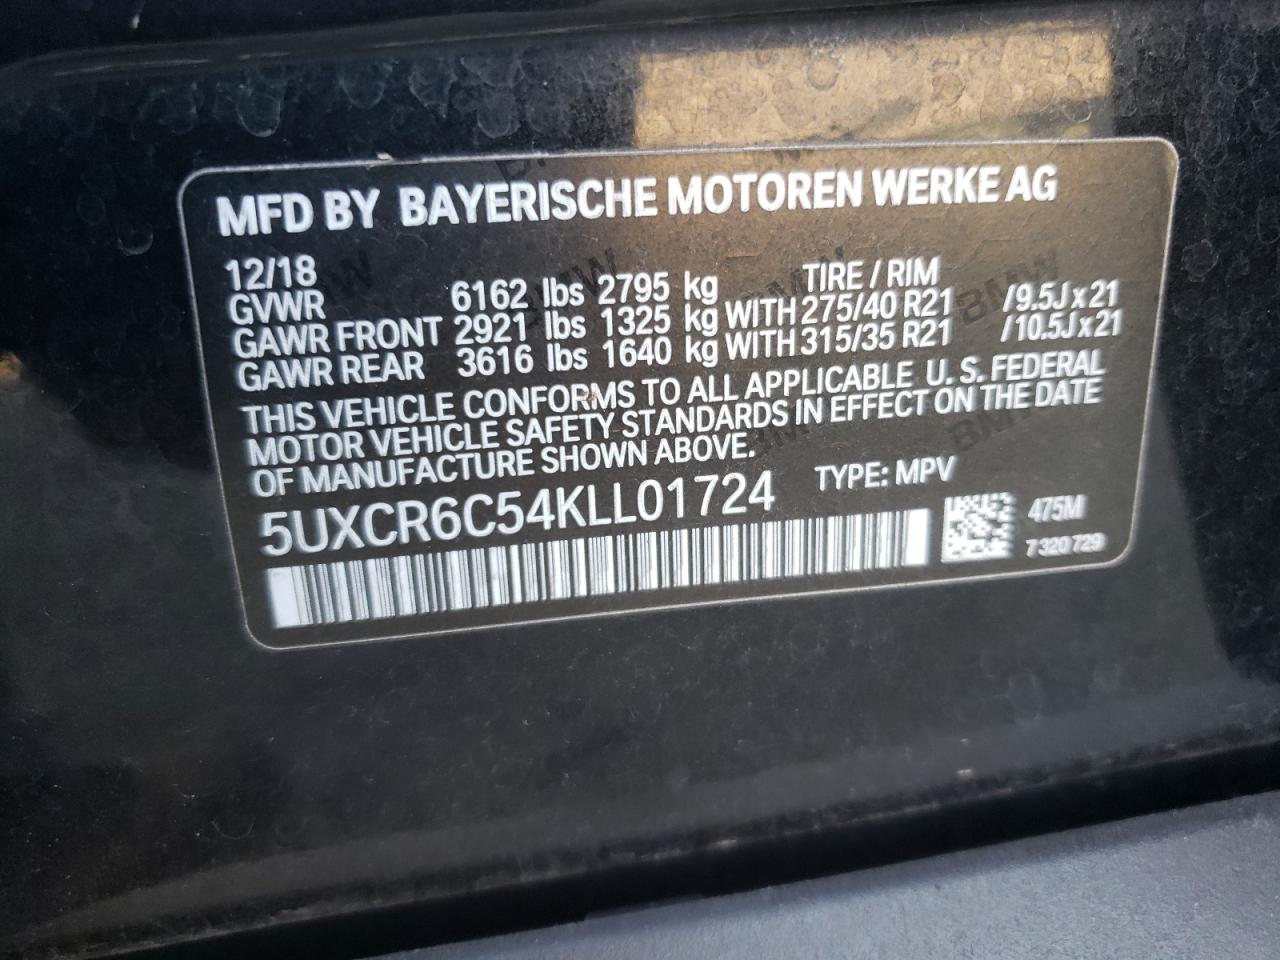 MFD BY BAYERISCHE MOTOREN WERKE AG
12/18 TIRE / RIM
GVWR 6162 lbs 2795 kg
GAWR FRONT 2921 lbs 1325 kg WITH 275/40 R21 /9.5J x 21
GAWR REAR 3616 lbs 1640 kg WITH 315/35 R21 /10.5J x 21
THIS VEHICLE CONFORMS TO ALL APPLICABLE U. S. FEDERAL
MOTOR VEHICLE SAFETY STANDARDS IN EFFECT ON THE DATE
OF MANUFACTURE SHOWN ABOVE.
5UXCR6C54KLL01724 TYPE: MPV
475M
7 320 729